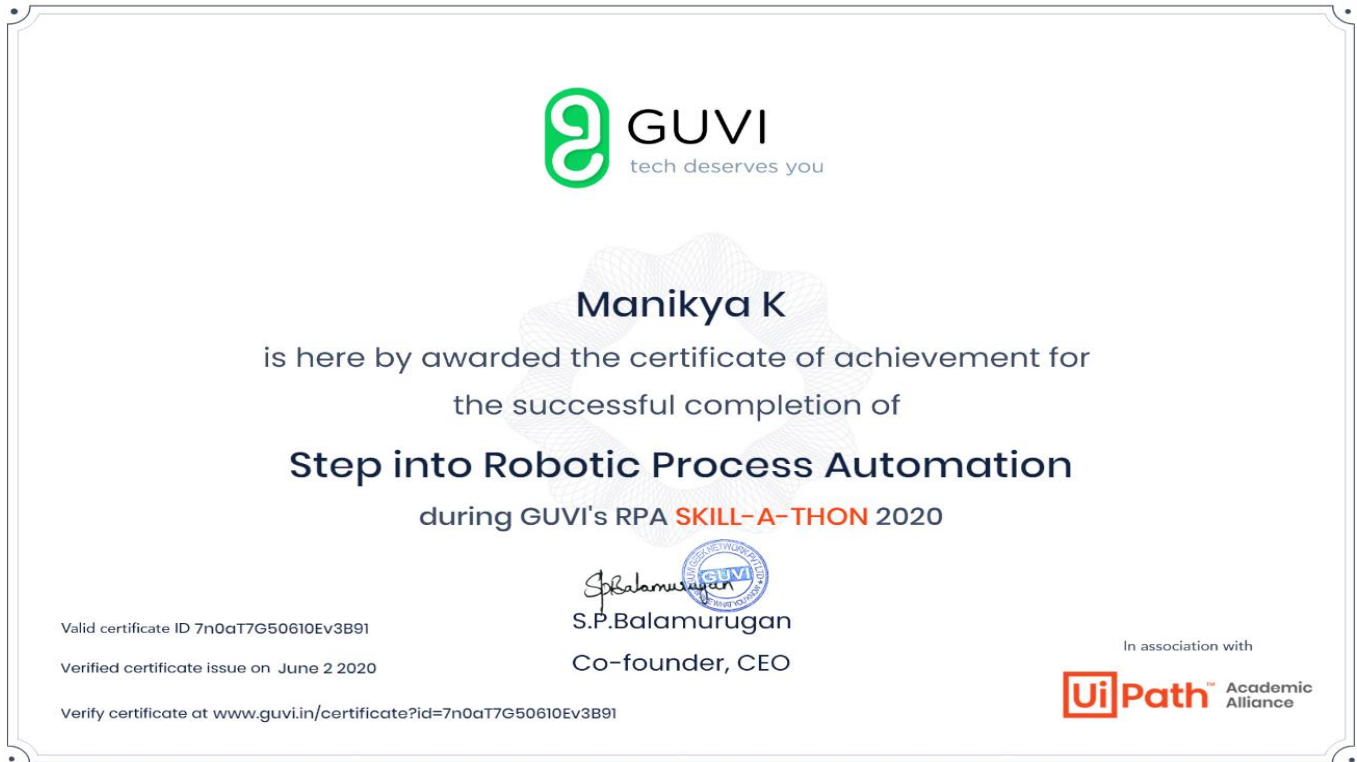 GUVI
tech deserves you
Manikya K
is here by awarded the certificate of achievement for
the successful completion of
Step into Robotic Process Automation
during GUVI's RPA SKILL-A-THON 2020
SPBalamurugan
GUVI
S.P.Balamurugan
Co-founder, CEO
Valid certificate ID 7n0aT7G50610Ev3B91
Verified certificate issue on June 2 2020
Verify certificate at www.guvi.in/certificate?id=7n0aT7G50610Ev3B91
In association with
UiPath™ Academic
Alliance